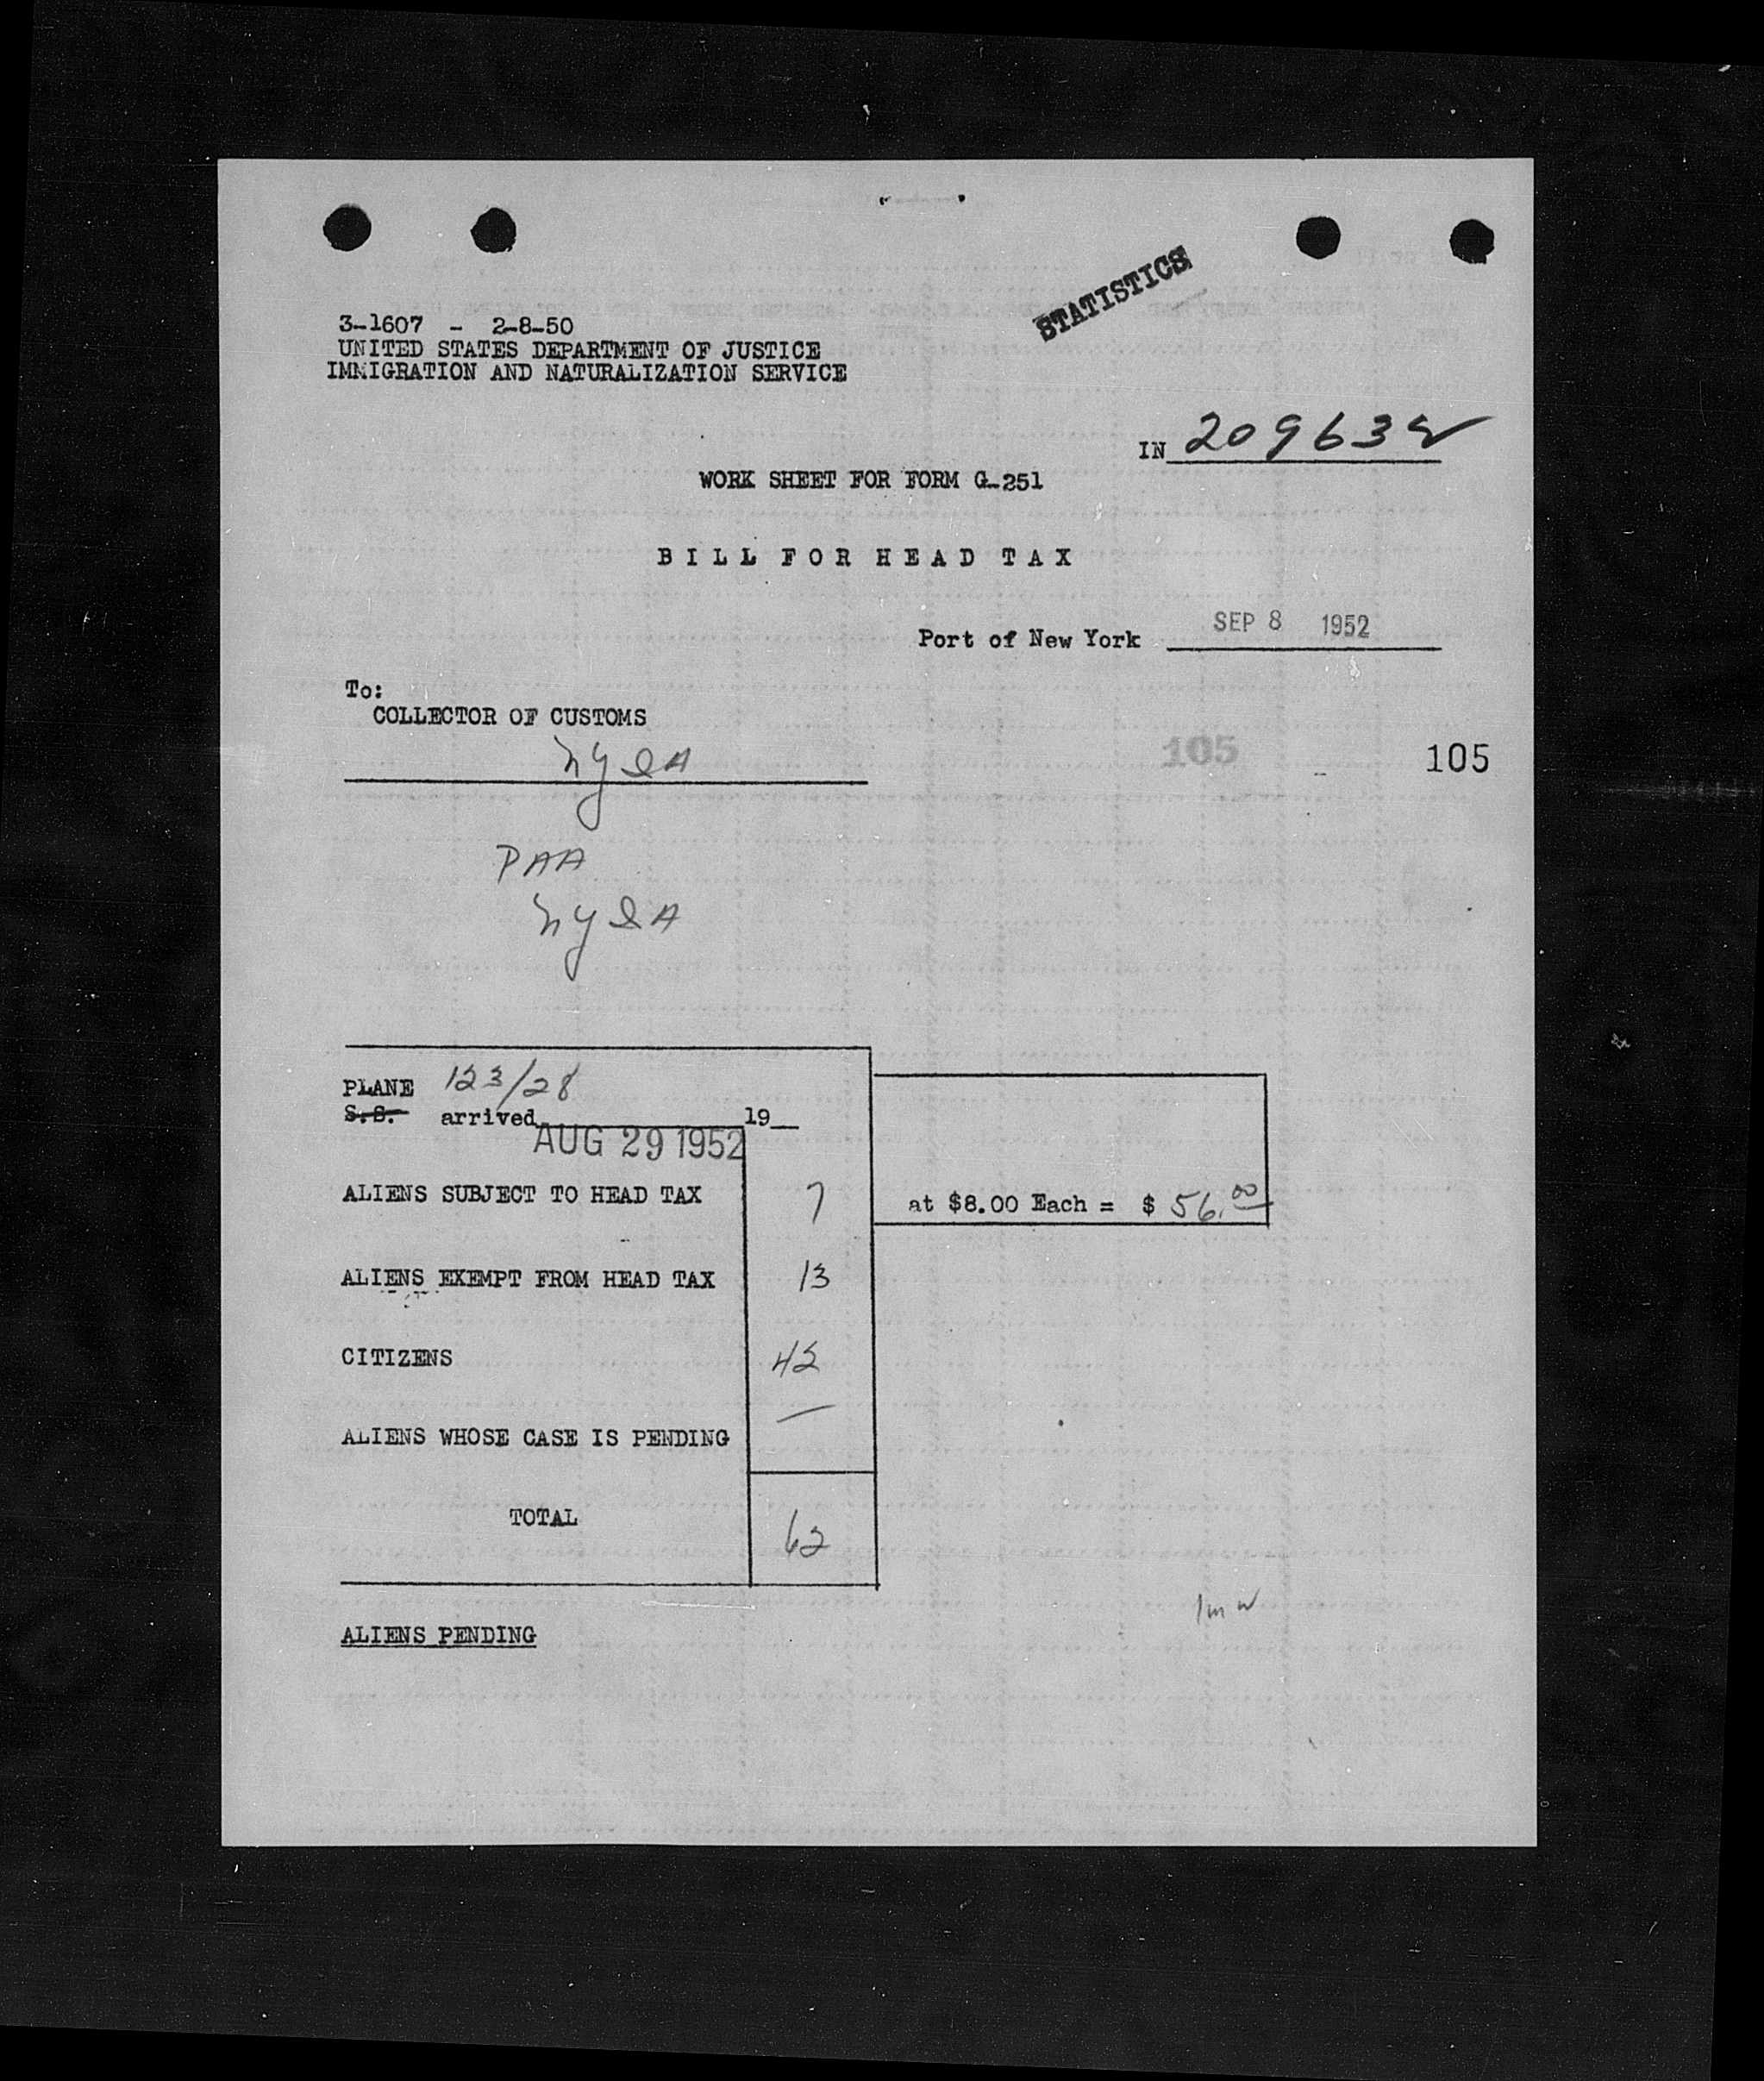 STATISTICS
3-1607 - 2-8-50
UNITED STATES DEPARTMENT OF JUSTICE
IMMIGRATION AND NATURALIZATION SERVICE
IN 209632
WORK SHEET FOR FORM G-251
BILL FOR HEAD TAX
Port of New York SEP 8 1952
To:
COLLECTOR OF CUSTOMS
NYIA
105 105
PAA
NYIA
PLANE 123/28
S.S. arrived 19
AUG 29 1952
ALIENS SUBJECT TO HEAD TAX 7 at $8.00 Each = $ 56.00
ALIENS EXEMPT FROM HEAD TAX 13
CITIZENS 42
ALIENS WHOSE CASE IS PENDING —
TOTAL 62
ALIENS PENDING